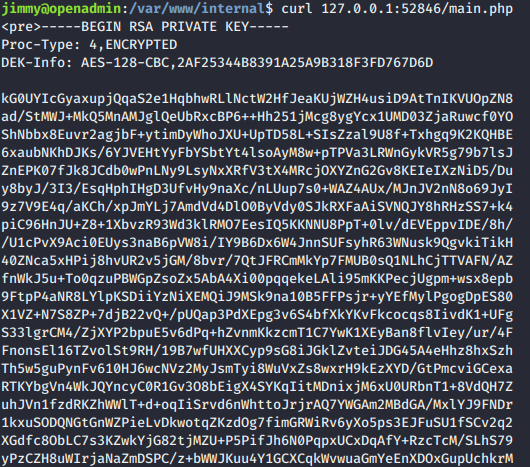 jimmy@openadmin:/var/www/internal$ curl 127.0.0.1:52846/main.php
<pre>-----BEGIN RSA PRIVATE KEY-----
Proc-Type: 4,ENCRYPTED
DEK-Info: AES-128-CBC,2AF25344B8391A25A9B318F3FD767D6D

kG0UYIcGyaxupjQqaS2e1HqbhwRLlNctW2HfJeaKUjWZH4usiD9AtTnIKVUOpZN8
ad/StMWJ+MkQ5MnAMJglQeUbRxcBP6++Hh251jMcg8ygYcx1UMD03ZjaRuwcf0YO
ShNbbx8Euvr2agjbF+ytimDyWhoJXU+UpTD58L+SIsZzal9U8f+Txhgq9K2KQHBE
6xaubNKhDJKs/6YJVEHtYyFbYSbtYt4lsoAyM8w+pTPVa3LRWnGykVR5g79b7lsJ
ZnEPK07fJk8JCdb0wPnLNy9LsyNxXRfV3tX4MRcjOXYZnG2Gv8KEIeIXzNiD5/Du
y8byJ/3I3/EsqHphIHgD3UfvHy9naXc/nLUup7s0+WAZ4AUx/MJnJV2nN8o69JyI
9z7V9E4q/aKCh/xpJmYLj7AmdVd4DlO0ByVdy0SJkRXFaAiSVNQJY8hRHzSS7+k4
piC96HnJU+Z8+1XbvzR93Wd3klRMO7EesIQ5KKNNU8PpT+0lv/dEVEppvIDE/8h/
/U1cPvX9Aci0EUys3naB6pVW8i/IY9B6Dx6W4JnnSUFsyhR63WNusk9QgvkiTikH
40ZNca5xHPij8hvUR2v5jGM/8bvr/7QtJFRCmMkYp7FMUB0sQ1NLhCjTTVAFN/AZ
fnWkJ5u+To0qzuPBWGpZsoZx5AbA4Xi00pqqekeLAli95mKKPecjUgpm+wsx8epb
9FtpP4aNR8LYlpKSDiiYzNiXEMQiJ9MSk9na10B5FFPsjr+yYEfMylPgogDpES80
X1VZ+N7S8ZP+7djB22vQ+/pUQap3PdXEpg3v6S4bfXkYKvFkcocqs8IivdK1+UFg
S33lgrCM4/ZjXYP2bpuE5v6dPq+hZvnmKkzcmT1C7YwK1XEyBan8flvIey/ur/4F
FnonsEl16TZvolSt9RH/19B7wfUHXXCyp9sG8iJGklZvteiJDG45A4eHhz8hxSzh
Th5w5guPynFv610HJ6wcNVz2MyJsmTyi8WuVxZs8wxrH9kEzXYD/GtPmcviGCexa
RTKYbgVn4WkJQYncyC0R1Gv3O8bEigX4SYKqIitMDnixjM6xU0URbnT1+8VdQH7Z
uhJVn1fzdRKZhWWlT+d+oqIiSrvd6nWhttoJrjrAQ7YWGAm2MBdGA/MxlYJ9FNDr
1kxuSODQNGtGnWZPieLvDkwotqZKzdOg7fimGRWiRv6yXo5ps3EJFuSU1fSCv2q2
XGdfc8ObLC7s3KZwkYjG82tjMZU+P5PifJh6N0PqpxUCxDqAfY+RzcTcM/SLhS79
yPzCZH8uWIrjaNaZmDSPC/z+bWWJKuu4Y1GCXCqkWvwuaGmYeEnXDOxGupUchkrM